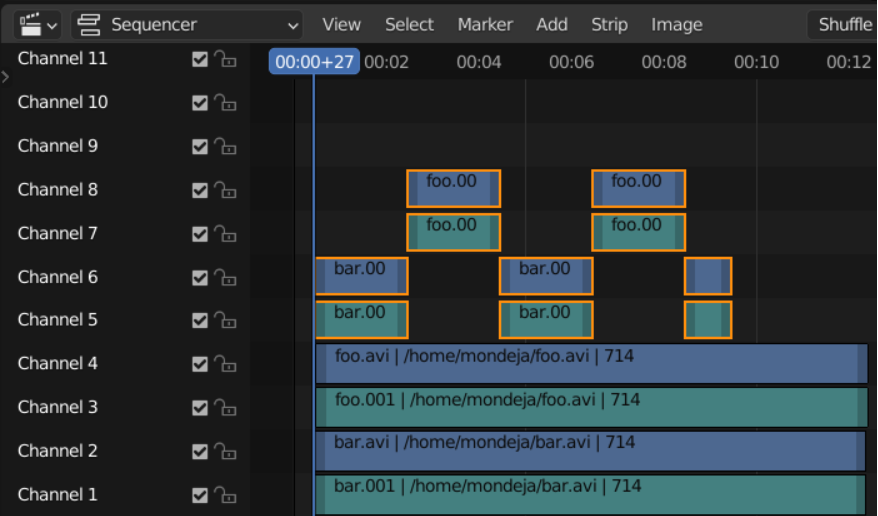 Sequencer View Select Marker Add Strip Image Shuffle
Channel 11 00:00+27 00:02 00:04 00:06 00:08 00:10 00:12
Channel 10
Channel 9
Channel 8 foo.00 foo.00
Channel 7 foo.00 foo.00
Channel 6 bar.00 bar.00
Channel 5 bar.00 bar.00
Channel 4 foo.avi | /home/mondeja/foo.avi | 714
Channel 3 foo.001 | /home/mondeja/foo.avi | 714
Channel 2 bar.avi | /home/mondeja/bar.avi | 714
Channel 1 bar.001 | /home/mondeja/bar.avi | 714